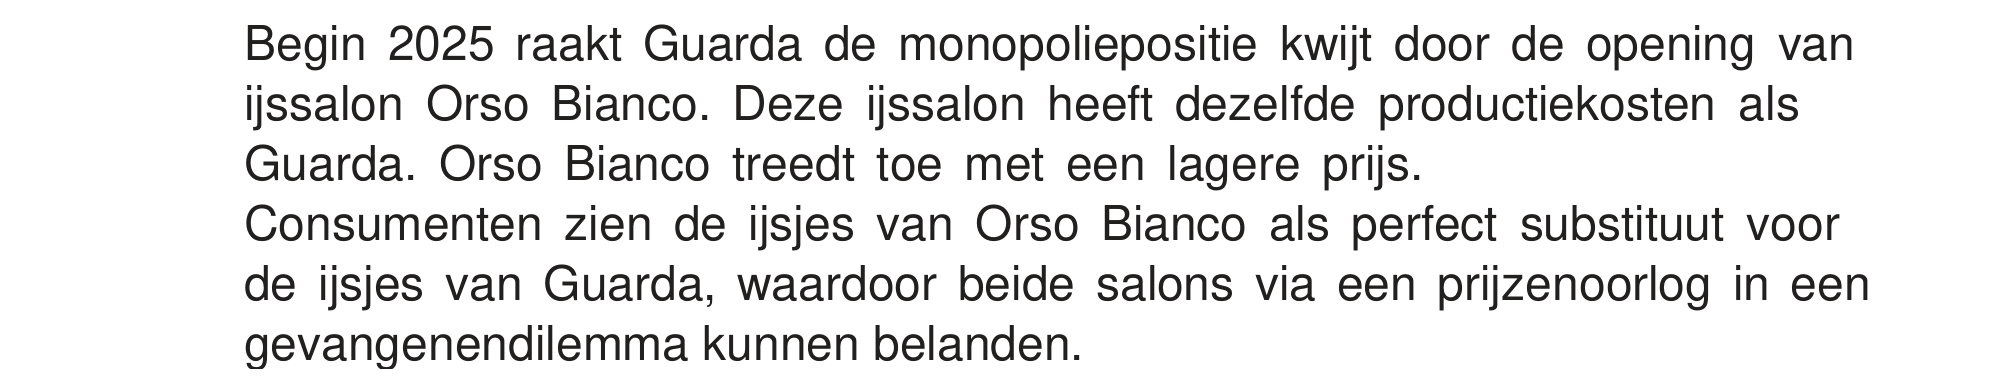 Begin 2025 raakt Guarda de monopoliepositie kwijt door de opening van
ijssalon Orso Bianco. Deze ijssalon heeft dezelfde productiekosten als
Guarda. Orso Bianco treedt toe met een lagere prijs.
Consumenten zien de ijsjes van Orso Bianco als perfect substituut voor
de ijsjes van Guarda, waardoor beide salons via een prijzenoorlog in een
gevangenendilemma kunnen belanden.